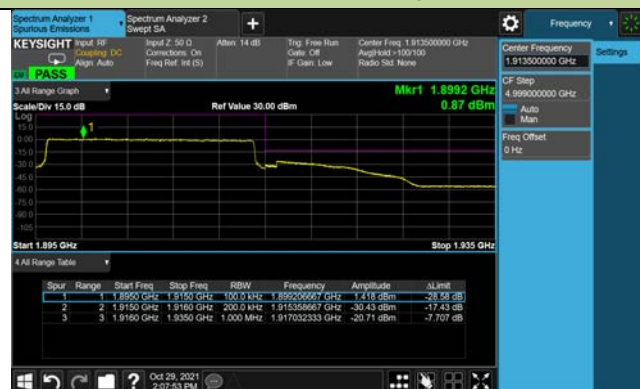 Spectrum Analyzer 1
Spurious Emissions
Spectrum Analyzer 2
Swept SA
Frequency
KEYSIGHT
Input: RF
Coupling: DC
Align: Auto
Input Z: 50 Ω
Corrections: On
Freq Ref: Int (S)
Atten: 14 dB
Trig: Free Run
Gate: Off
IF Gain: Low
Center Freq: 1.913500000 GHz
Avg|Hold:>100/100
Radio Std: None
PASS
3 All Range Graph
Mkr1 1.8992 GHz
Scale/Div 15.0 dB
Ref Value 30.00 dBm
0.87 dBm
Log
15.0
0.00
-15.0
-30.0
-45.0
-60.0
-75.0
-90.0
-105
1
Start 1.895 GHz
Stop 1.935 GHz
4 All Range Table
Spur Range Start Freq Stop Freq RBW Frequency Amplitude ΔLimit
1 1 1.8950 GHz 1.9150 GHz 100.0 kHz 1.899206667 GHz 1.418 dBm -28.58 dB
2 2 1.9150 GHz 1.9160 GHz 200.0 kHz 1.915358667 GHz -30.43 dBm -17.43 dB
3 3 1.9160 GHz 1.9350 GHz 1.000 MHz 1.917032333 GHz -20.71 dBm -7.707 dB
Center Frequency
1.913500000 GHz
Settings
CF Step
4.999000000 GHz
Auto
Man
Freq Offset
0 Hz
Oct 29, 2021
2:07:53 PM